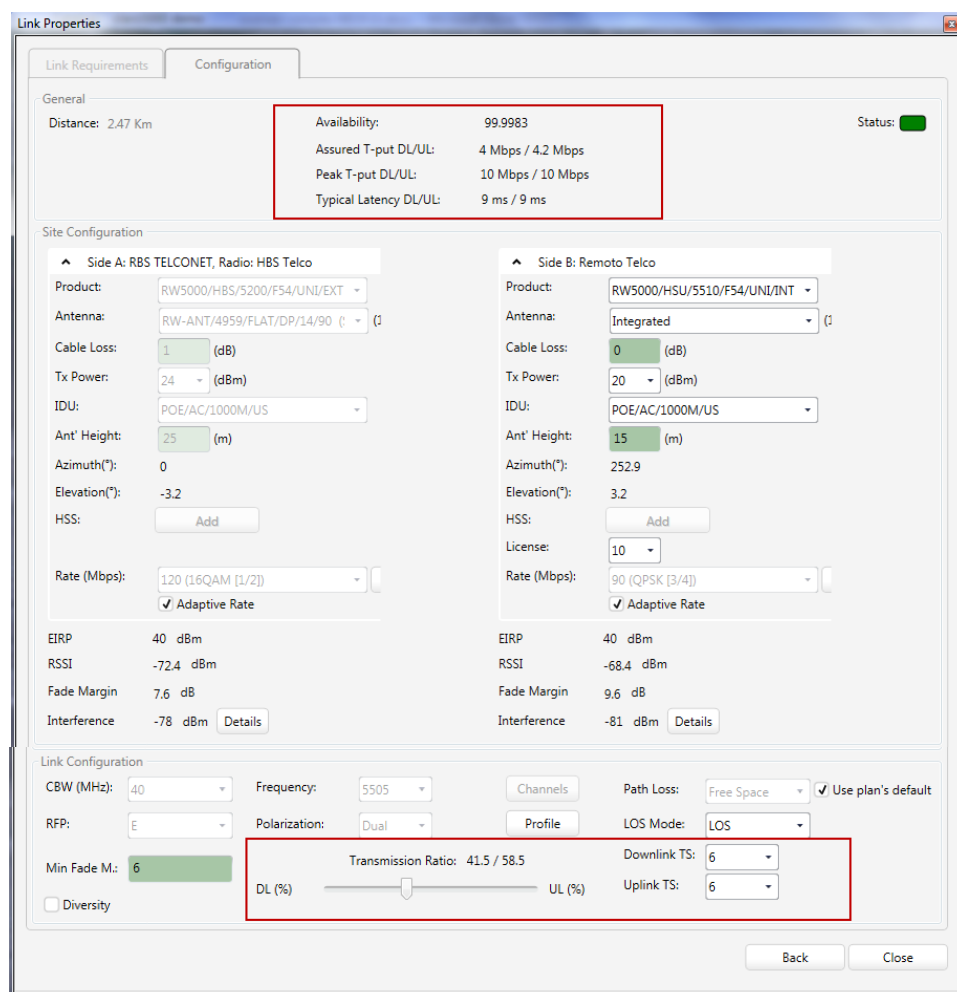 Link Properties
Link Requirements Configuration
General
Distance: 2.47 Km Availability: 99.9983 Status:
Assured T-put DL/UL: 4 Mbps / 4.2 Mbps
Peak T-put DL/UL: 10 Mbps / 10 Mbps
Typical Latency DL/UL: 9 ms / 9 ms
Site Configuration
Side A: RBS TELCONET, Radio: HBS Telco Side B: Remoto Telco
Product: RW5000/HBS/5200/F54/UNI/EXT Product: RW5000/HSU/5510/F54/UNI/INT
Antenna: RW-ANT/4959/FLAT/DP/14/90 Antenna: Integrated
Cable Loss: 1 (dB) Cable Loss: 0 (dB)
Tx Power: 24 (dBm) Tx Power: 20 (dBm)
IDU: POE/AC/1000M/US IDU: POE/AC/1000M/US
Ant' Height: 25 (m) Ant' Height: 15 (m)
Azimuth(°): 0 Azimuth(°): 252.9
Elevation(°): -3.2 Elevation(°): 3.2
HSS: Add HSS: Add
License: 10
Rate (Mbps): 120 (16QAM [1/2]) Rate (Mbps): 90 (QPSK [3/4])
Adaptive Rate Adaptive Rate
EIRP 40 dBm EIRP 40 dBm
RSSI -72.4 dBm RSSI -68.4 dBm
Fade Margin 7.6 dB Fade Margin 9.6 dB
Interference -78 dBm Details Interference -81 dBm Details
Link Configuration
CBW (MHz): 40 Frequency: 5505 Channels Path Loss: Free Space Use plan's default
RFP: E Polarization: Dual Profile LOS Mode: LOS
Min Fade M.: 6 Transmission Ratio: 41.5 / 58.5 Downlink TS: 6
DL (%) UL (%) Uplink TS: 6
Diversity
Back Close